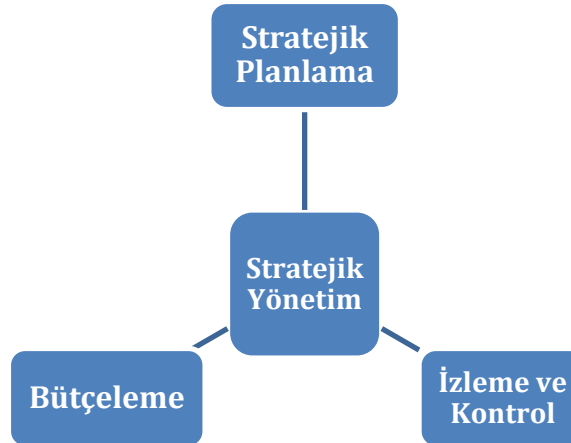 Stratejik
Planlama
Stratejik
Yönetim
Bütçeleme
İzleme ve
Kontrol